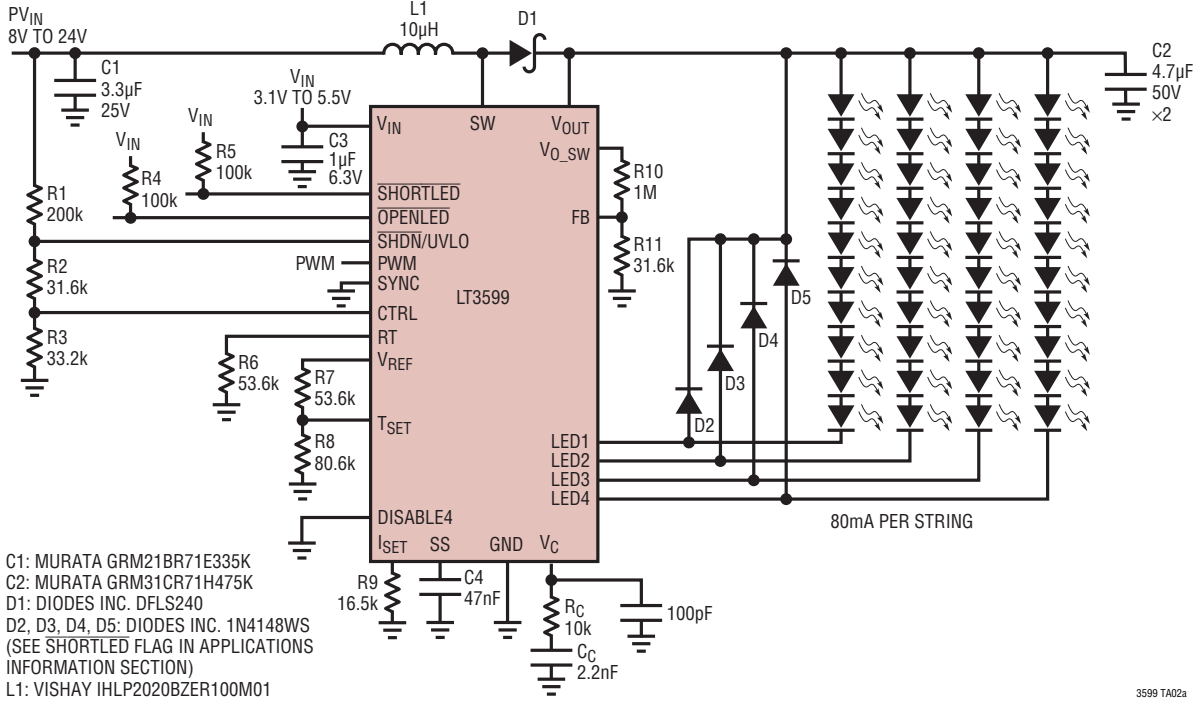 PVIN
8V TO 24V
L1
10µH
D1
C1
3.3µF
25V
C2
4.7µF
50V
×2
VIN
3.1V TO 5.5V
VIN
VIN
C3
1µF
6.3V
R5
100k
R4
100k
R1
200k
R2
31.6k
R3
33.2k
VIN
SW
VOUT
VO_SW
SHORTLED
OPENLED
SHDN/UVLO
PWM
PWM
SYNC
CTRL
RT
VREF
TSET
DISABLE4
ISET
SS
GND
VC
LT3599
FB
LED1
LED2
LED3
LED4
R10
1M
R11
31.6k
D5
D4
D3
D2
R6
53.6k
R7
53.6k
R8
80.6k
80mA PER STRING
R9
16.5k
C4
47nF
RC
10k
CC
2.2nF
100pF
C1: MURATA GRM21BR71E335K
C2: MURATA GRM31CR71H475K
D1: DIODES INC. DFLS240
D2, D3, D4, D5: DIODES INC. 1N4148WS
(SEE SHORTLED FLAG IN APPLICATIONS
INFORMATION SECTION)
L1: VISHAY IHLP2020BZER100M01
3599 TA02a